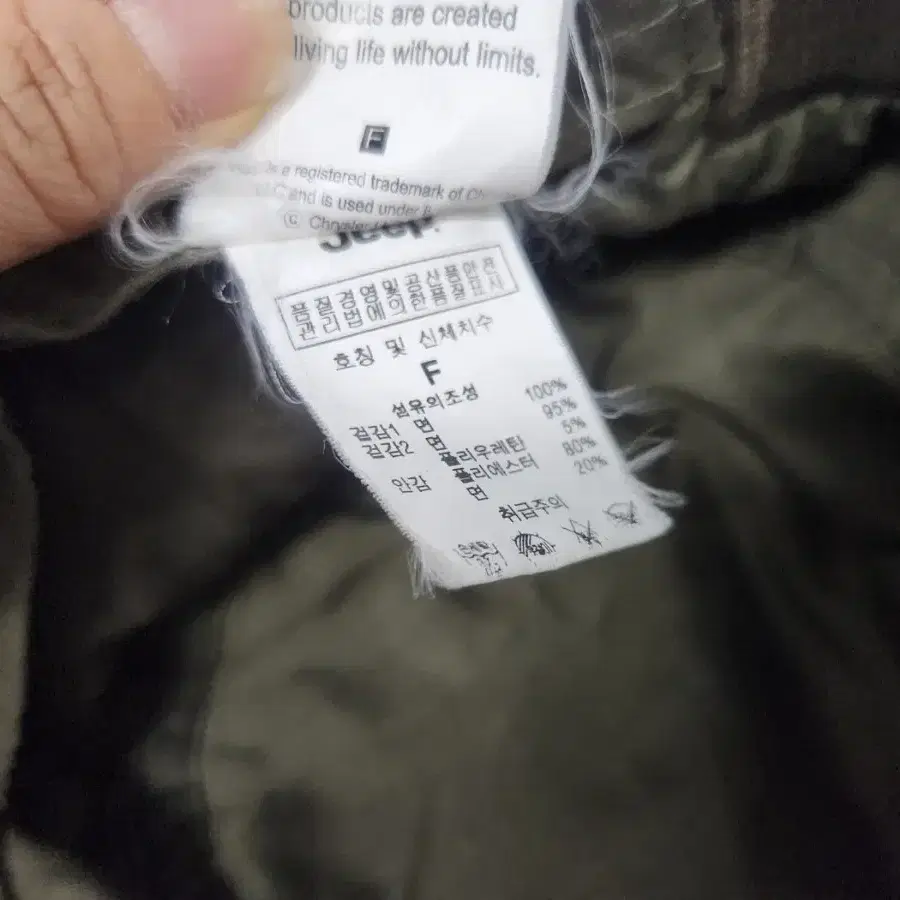 products are created
living life without limits.
F
is a registered trademark of
and is used under
© Chrysler
Jeep.
품질경영및공산품안전
관리법에의한품질표시
호칭 및 신체치수
F
섬유의조성
겉감1 면 100%
겉감2 면 95%
폴리우레탄 5%
안감 폴리에스터 80%
면 20%
취급주의